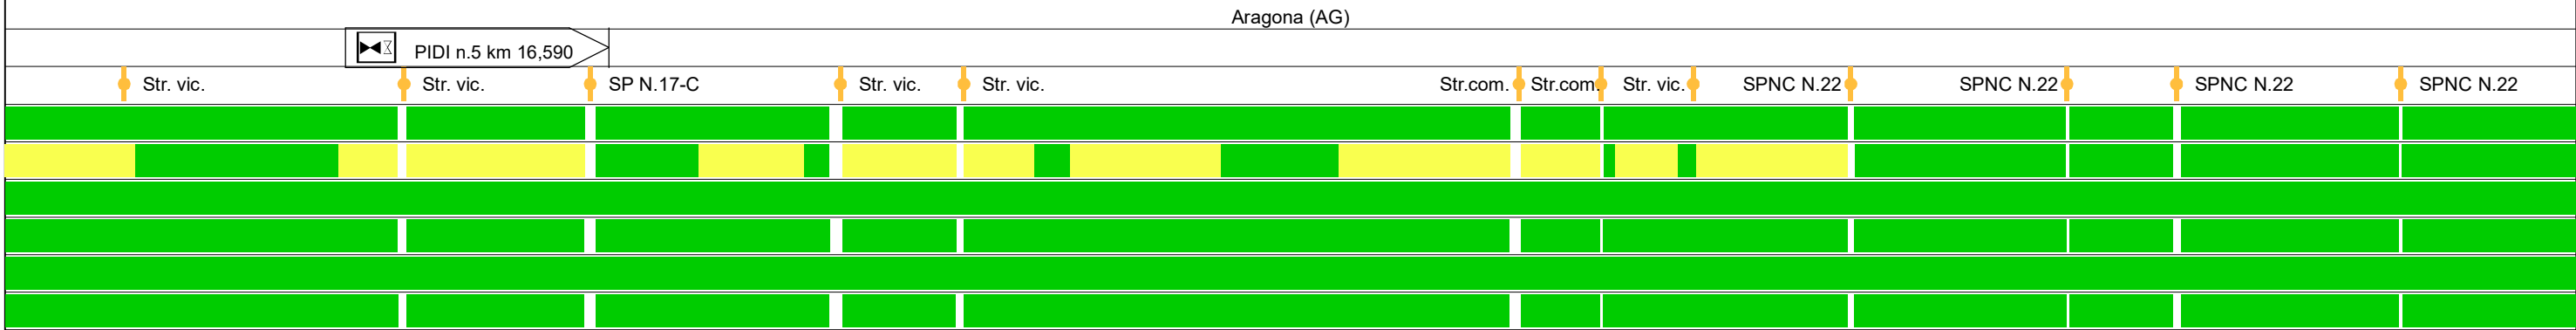 Aragona (AG)
PIDI n.5 km 16,590
Str. vic. Str. vic. SP N.17-C Str. vic. Str. vic. Str.com. Str.com. Str. vic. SPNC N.22 SPNC N.22 SPNC N.22 SPNC N.22